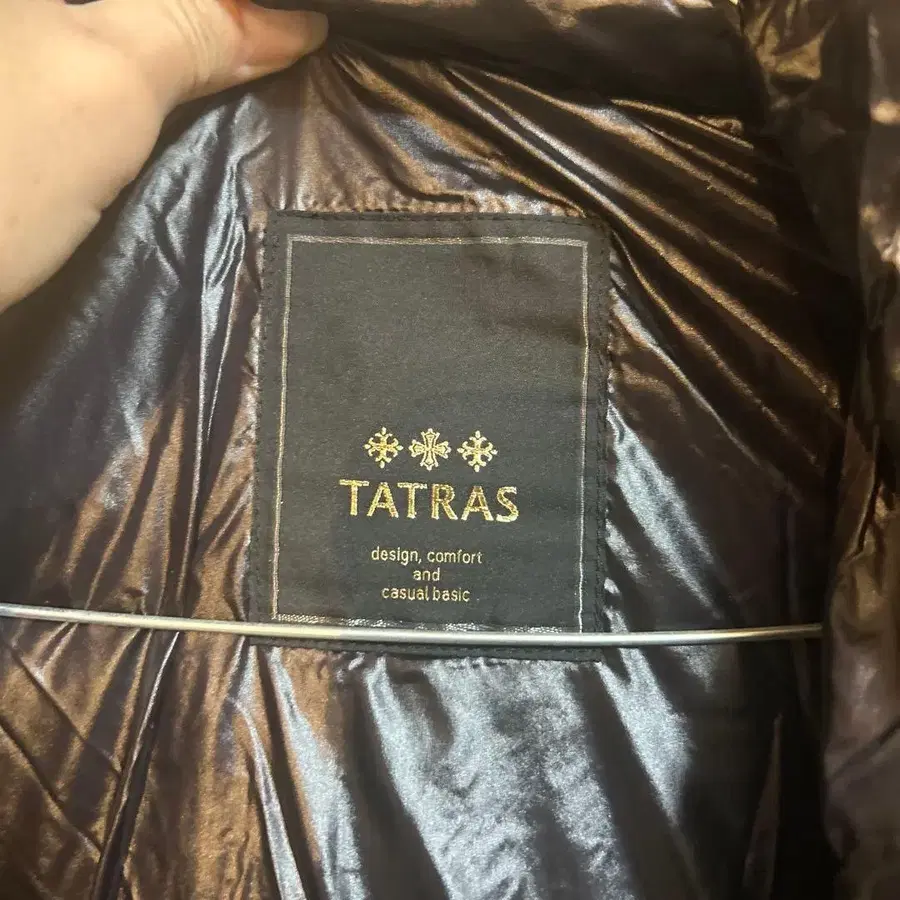 TATRAS
design, comfort
and
casual basic